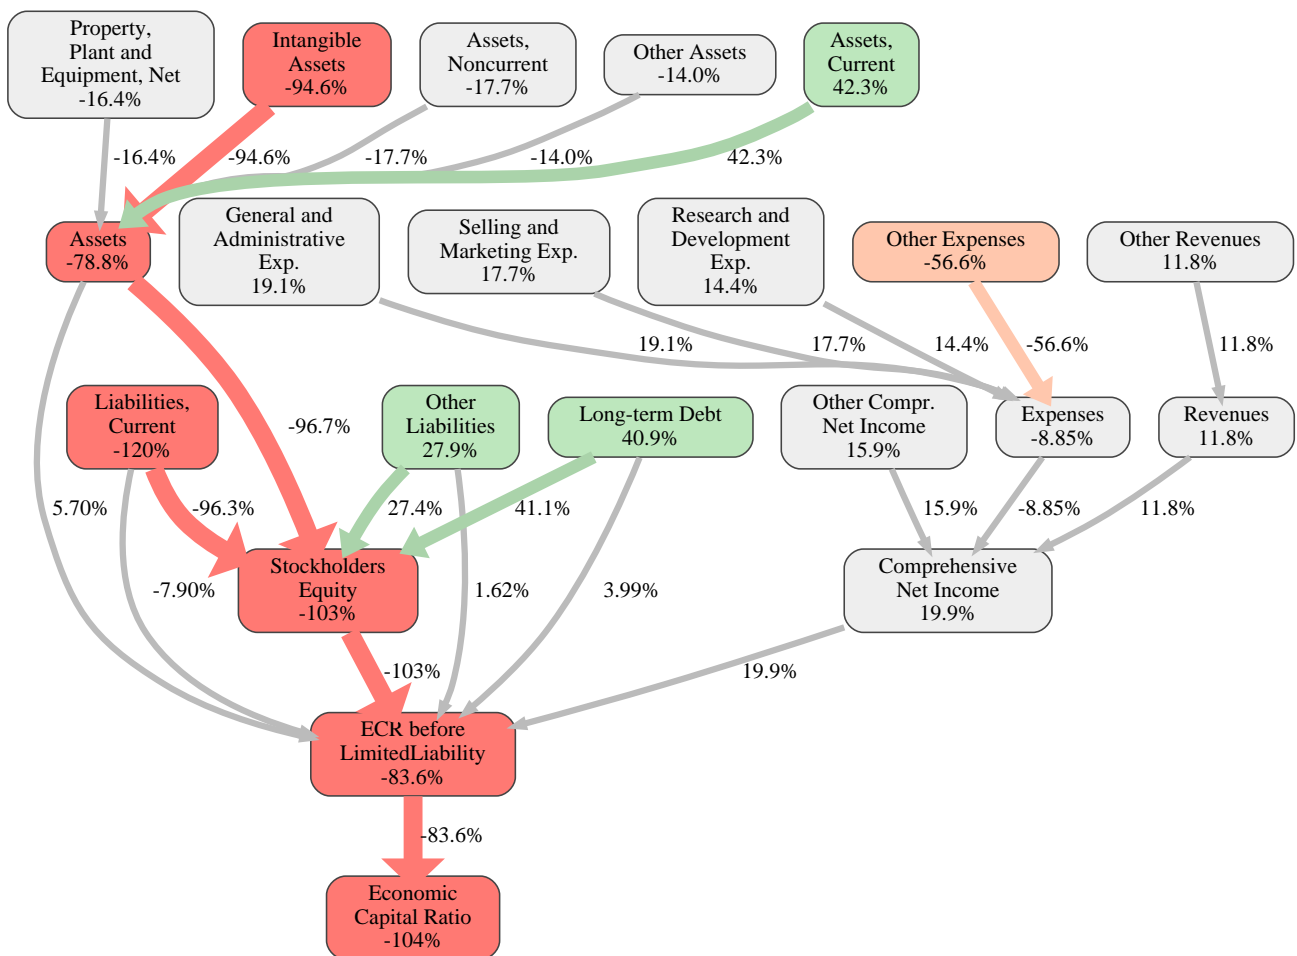 Property,
Plant and
Equipment, Net
-16.4%
Intangible
Assets
-94.6%
Assets,
Noncurrent
-17.7%
Other Assets
-14.0%
Assets,
Current
42.3%
-16.4%
-94.6%
-17.7%
-14.0%
42.3%
Assets
-78.8%
General and
Administrative
Exp.
19.1%
Selling and
Marketing Exp.
17.7%
Research and
Development
Exp.
14.4%
Other Expenses
-56.6%
Other Revenues
11.8%
19.1%
17.7%
14.4%
-56.6%
11.8%
Liabilities,
Current
-120%
-96.7%
Other
Liabilities
27.9%
Long-term Debt
40.9%
Other Compr.
Net Income
15.9%
Expenses
-8.85%
Revenues
11.8%
5.70%
-96.3%
27.4%
41.1%
15.9%
-8.85%
11.8%
-7.90%
Stockholders
Equity
-103%
1.62%
3.99%
Comprehensive
Net Income
19.9%
-103%
19.9%
ECR before
LimitedLiability
-83.6%
-83.6%
Economic
Capital Ratio
-104%